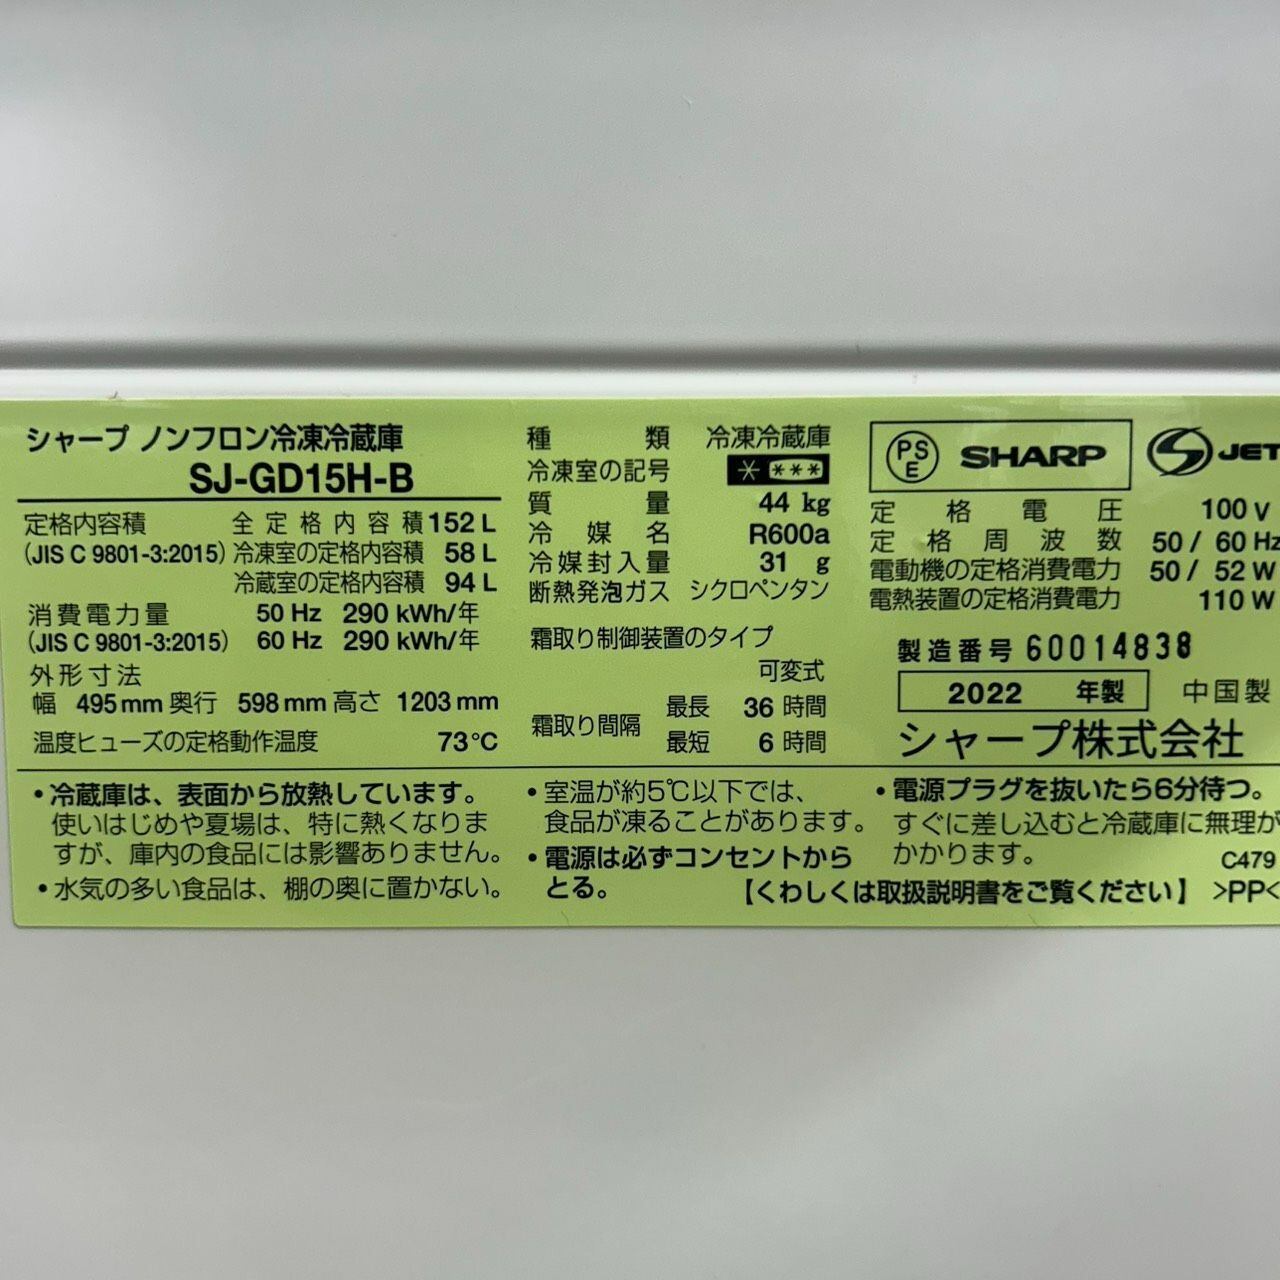 シャープ ノンフロン冷凍冷蔵庫
SJ-GD15H-B
定格内容積 全定格内容積 152 L
(JIS C 9801-3:2015) 冷凍室の定格内容積 58 L
冷蔵室の定格内容積 94 L
消費電力量 50 Hz 290 kWh/年
(JIS C 9801-3:2015) 60 Hz 290 kWh/年
外形寸法
幅 495 mm 奥行 598 mm 高さ 1203 mm
温度ヒューズの定格動作温度 73℃
種類 冷凍冷蔵庫
冷凍室の記号 * ***
質量 44 kg
冷媒名 R600a
冷媒封入量 31 g
断熱発泡ガス シクロペンタン
霜取り制御装置のタイプ
可変式
霜取り間隔 最長 36 時間
最短 6 時間
PS
E
SHARP
JET
定格電圧 100 V
定格周波数 50 / 60 Hz
電動機の定格消費電力 50 / 52 W
電熱装置の定格消費電力 110 W
製造番号 60014838
2022 年製 中国製
シャープ株式会社
・冷蔵庫は、表面から放熱しています。
使いはじめや夏場は、特に熱くなりま
すが、庫内の食品には影響ありません。
・水気の多い食品は、棚の奥に置かない。
・室温が約5℃以下では、
食品が凍ることがあります。
・電源は必ずコンセントから
とる。
・電源プラグを抜いたら6分待つ。
すぐに差し込むと冷蔵庫に無理が
かかります。
C479
【くわしくは取扱説明書をご覧ください】 >PP<